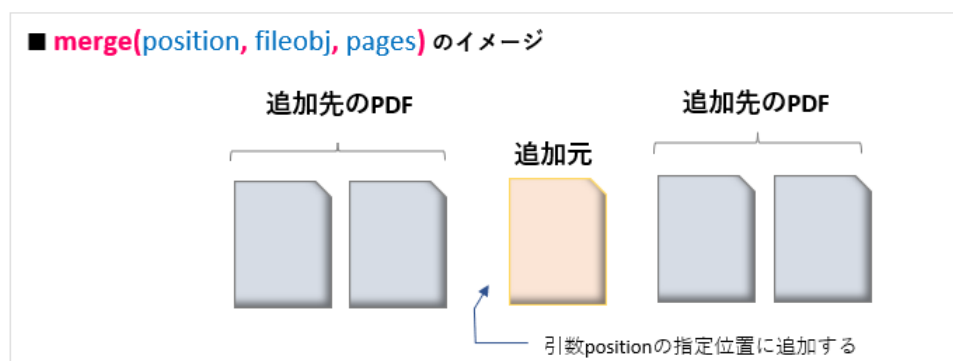 ■ merge(position, fileobj, pages) のイメージ
追加先のPDF
追加元
追加先のPDF
引数positionの指定位置に追加する